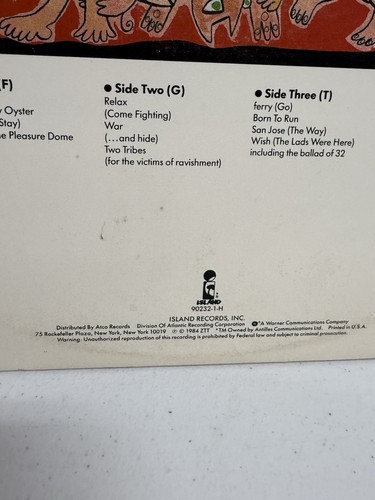 (F)
Oyster
Stay)
e Pleasure Dome
● Side Two (G)
Relax
(Come Fighting)
War
(...and hide)
Two Tribes
(for the victims of ravishment)
● Side Three (T)
ferry (Go)
Born To Run
San Jose (The Way)
Wish (The Lads Were Here)
including the ballad of 32
ISLAND
90232-1-H
ISLAND RECORDS, INC.
Distributed By Atco Records Division Of Atlantic Recording Corporation A Warner Communications Company
75 Rockefeller Plaza, New York, New York 10019 ℗ © 1984 ZTT *TM Owned by Antilles Communications Ltd. Printed in U.S.A.
Warning: Unauthorized reproduction of this recording is prohibited by Federal law and subject to criminal prosecution.